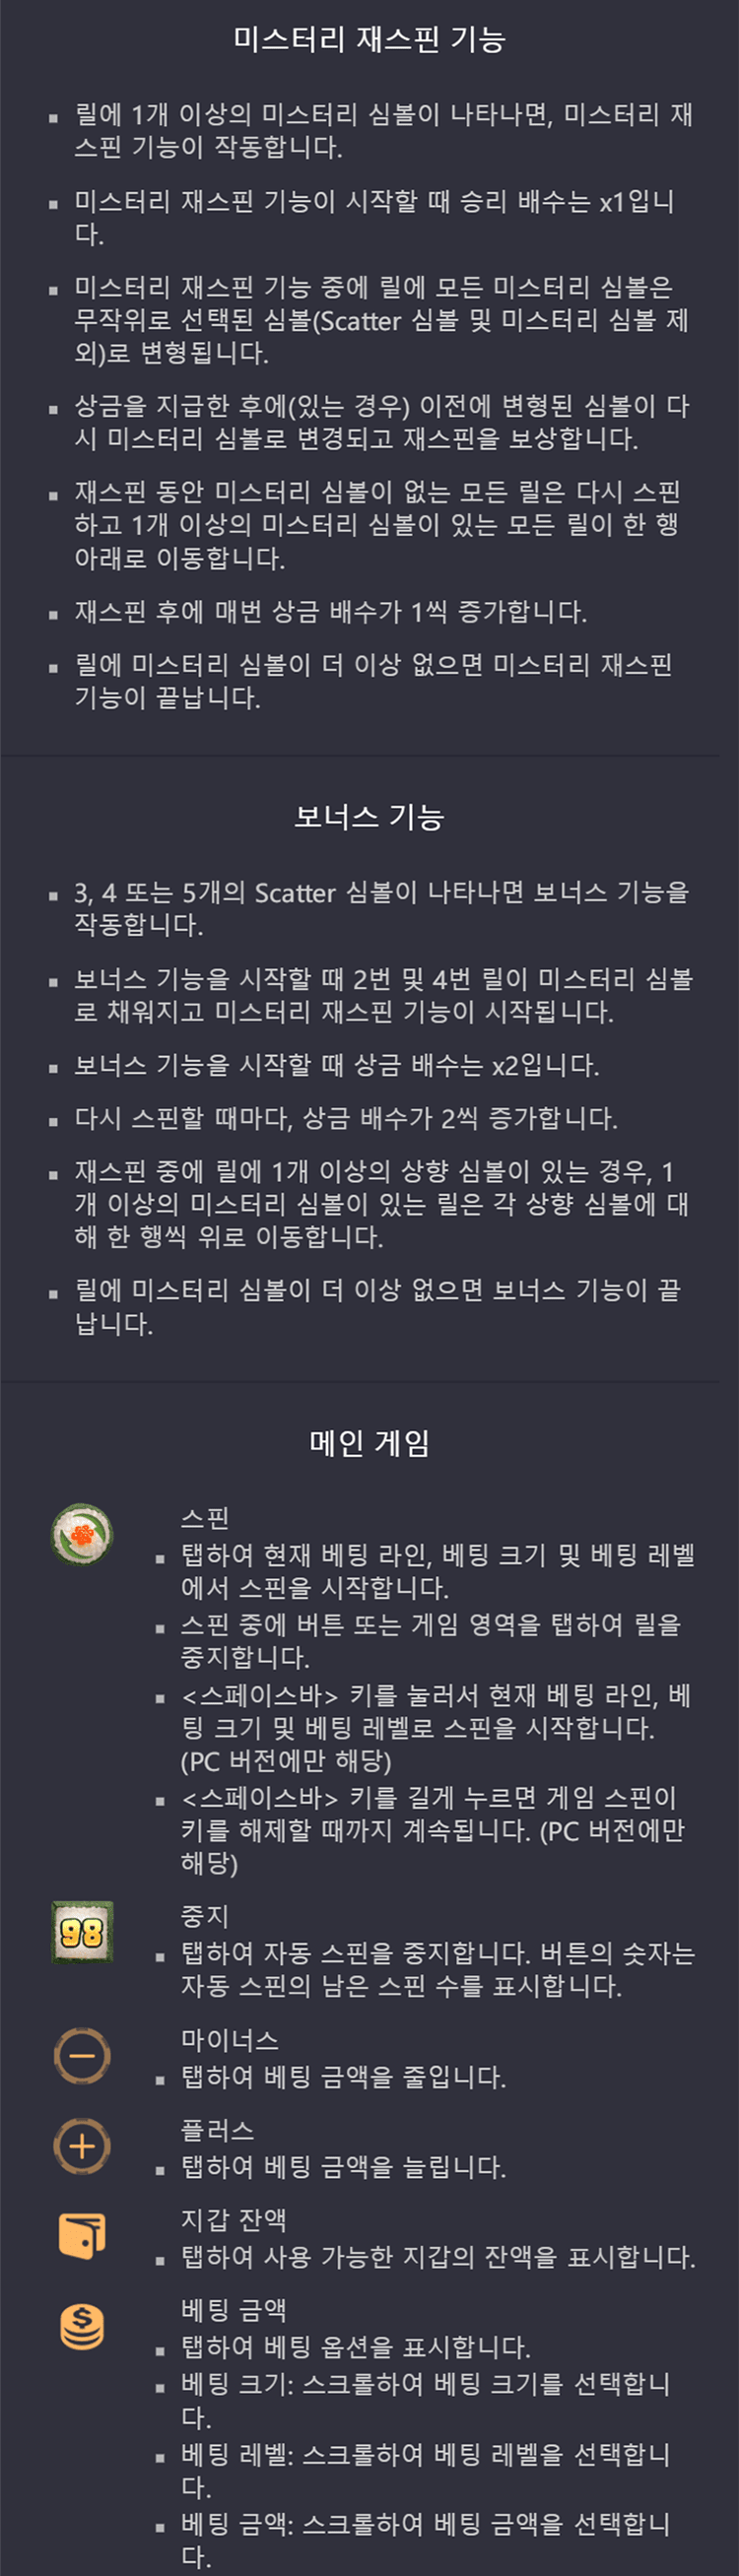 미스터리 재스핀 기능
릴에 1개 이상의 미스터리 심볼이 나타나면, 미스터리 재
스핀 기능이 작동합니다.
미스터리 재스핀 기능이 시작할 때 승리 배수는 x1입니
다.
미스터리 재스핀 기능 중에 릴에 모든 미스터리 심볼은
무작위로 선택된 심볼(Scatter 심볼 및 미스터리 심볼 제
외)로 변형됩니다.
상금을 지급한 후에(있는 경우) 이전에 변형된 심볼이 다
시 미스터리 심볼로 변경되고 재스핀을 보상합니다.
재스핀 동안 미스터리 심볼이 없는 모든 릴은 다시 스핀
하고 1개 이상의 미스터리 심볼이 있는 모든 릴이 한 행
아래로 이동합니다.
재스핀 후에 매번 상금 배수가 1씩 증가합니다.
릴에 미스터리 심볼이 더 이상 없으면 미스터리 재스핀
기능이 끝납니다.
보너스 기능
3, 4 또는 5개의 Scatter 심볼이 나타나면 보너스 기능을
작동합니다.
보너스 기능을 시작할 때 2번 및 4번 릴이 미스터리 심볼
로 채워지고 미스터리 재스핀 기능이 시작됩니다.
보너스 기능을 시작할 때 상금 배수는 x2입니다.
다시 스핀할 때마다, 상금 배수가 2씩 증가합니다.
재스핀 중에 릴에 1개 이상의 상향 심볼이 있는 경우, 1
개 이상의 미스터리 심볼이 있는 릴은 각 상향 심볼에 대
해 한 행씩 위로 이동합니다.
릴에 미스터리 심볼이 더 이상 없으면 보너스 기능이 끝
납니다.
메인 게임
스핀
탭하여 현재 베팅 라인, 베팅 크기 및 베팅 레벨
에서 스핀을 시작합니다.
스핀 중에 버튼 또는 게임 영역을 탭하여 릴을
중지합니다.
<스페이스바> 키를 눌러서 현재 베팅 라인, 베
팅 크기 및 베팅 레벨로 스핀을 시작합니다.
(PC 버전에만 해당)
<스페이스바> 키를 길게 누르면 게임 스핀이
키를 해제할 때까지 계속됩니다. (PC 버전에만
해당)
98
중지
탭하여 자동 스핀을 중지합니다. 버튼의 숫자는
자동 스핀의 남은 스핀 수를 표시합니다.
마이너스
탭하여 베팅 금액을 줄입니다.
플러스
탭하여 베팅 금액을 늘립니다.
지갑 잔액
탭하여 사용 가능한 지갑의 잔액을 표시합니다.
베팅 금액
탭하여 베팅 옵션을 표시합니다.
베팅 크기: 스크롤하여 베팅 크기를 선택합니
다.
베팅 레벨: 스크롤하여 베팅 레벨을 선택합니
다.
베팅 금액: 스크롤하여 베팅 금액을 선택합니
다.